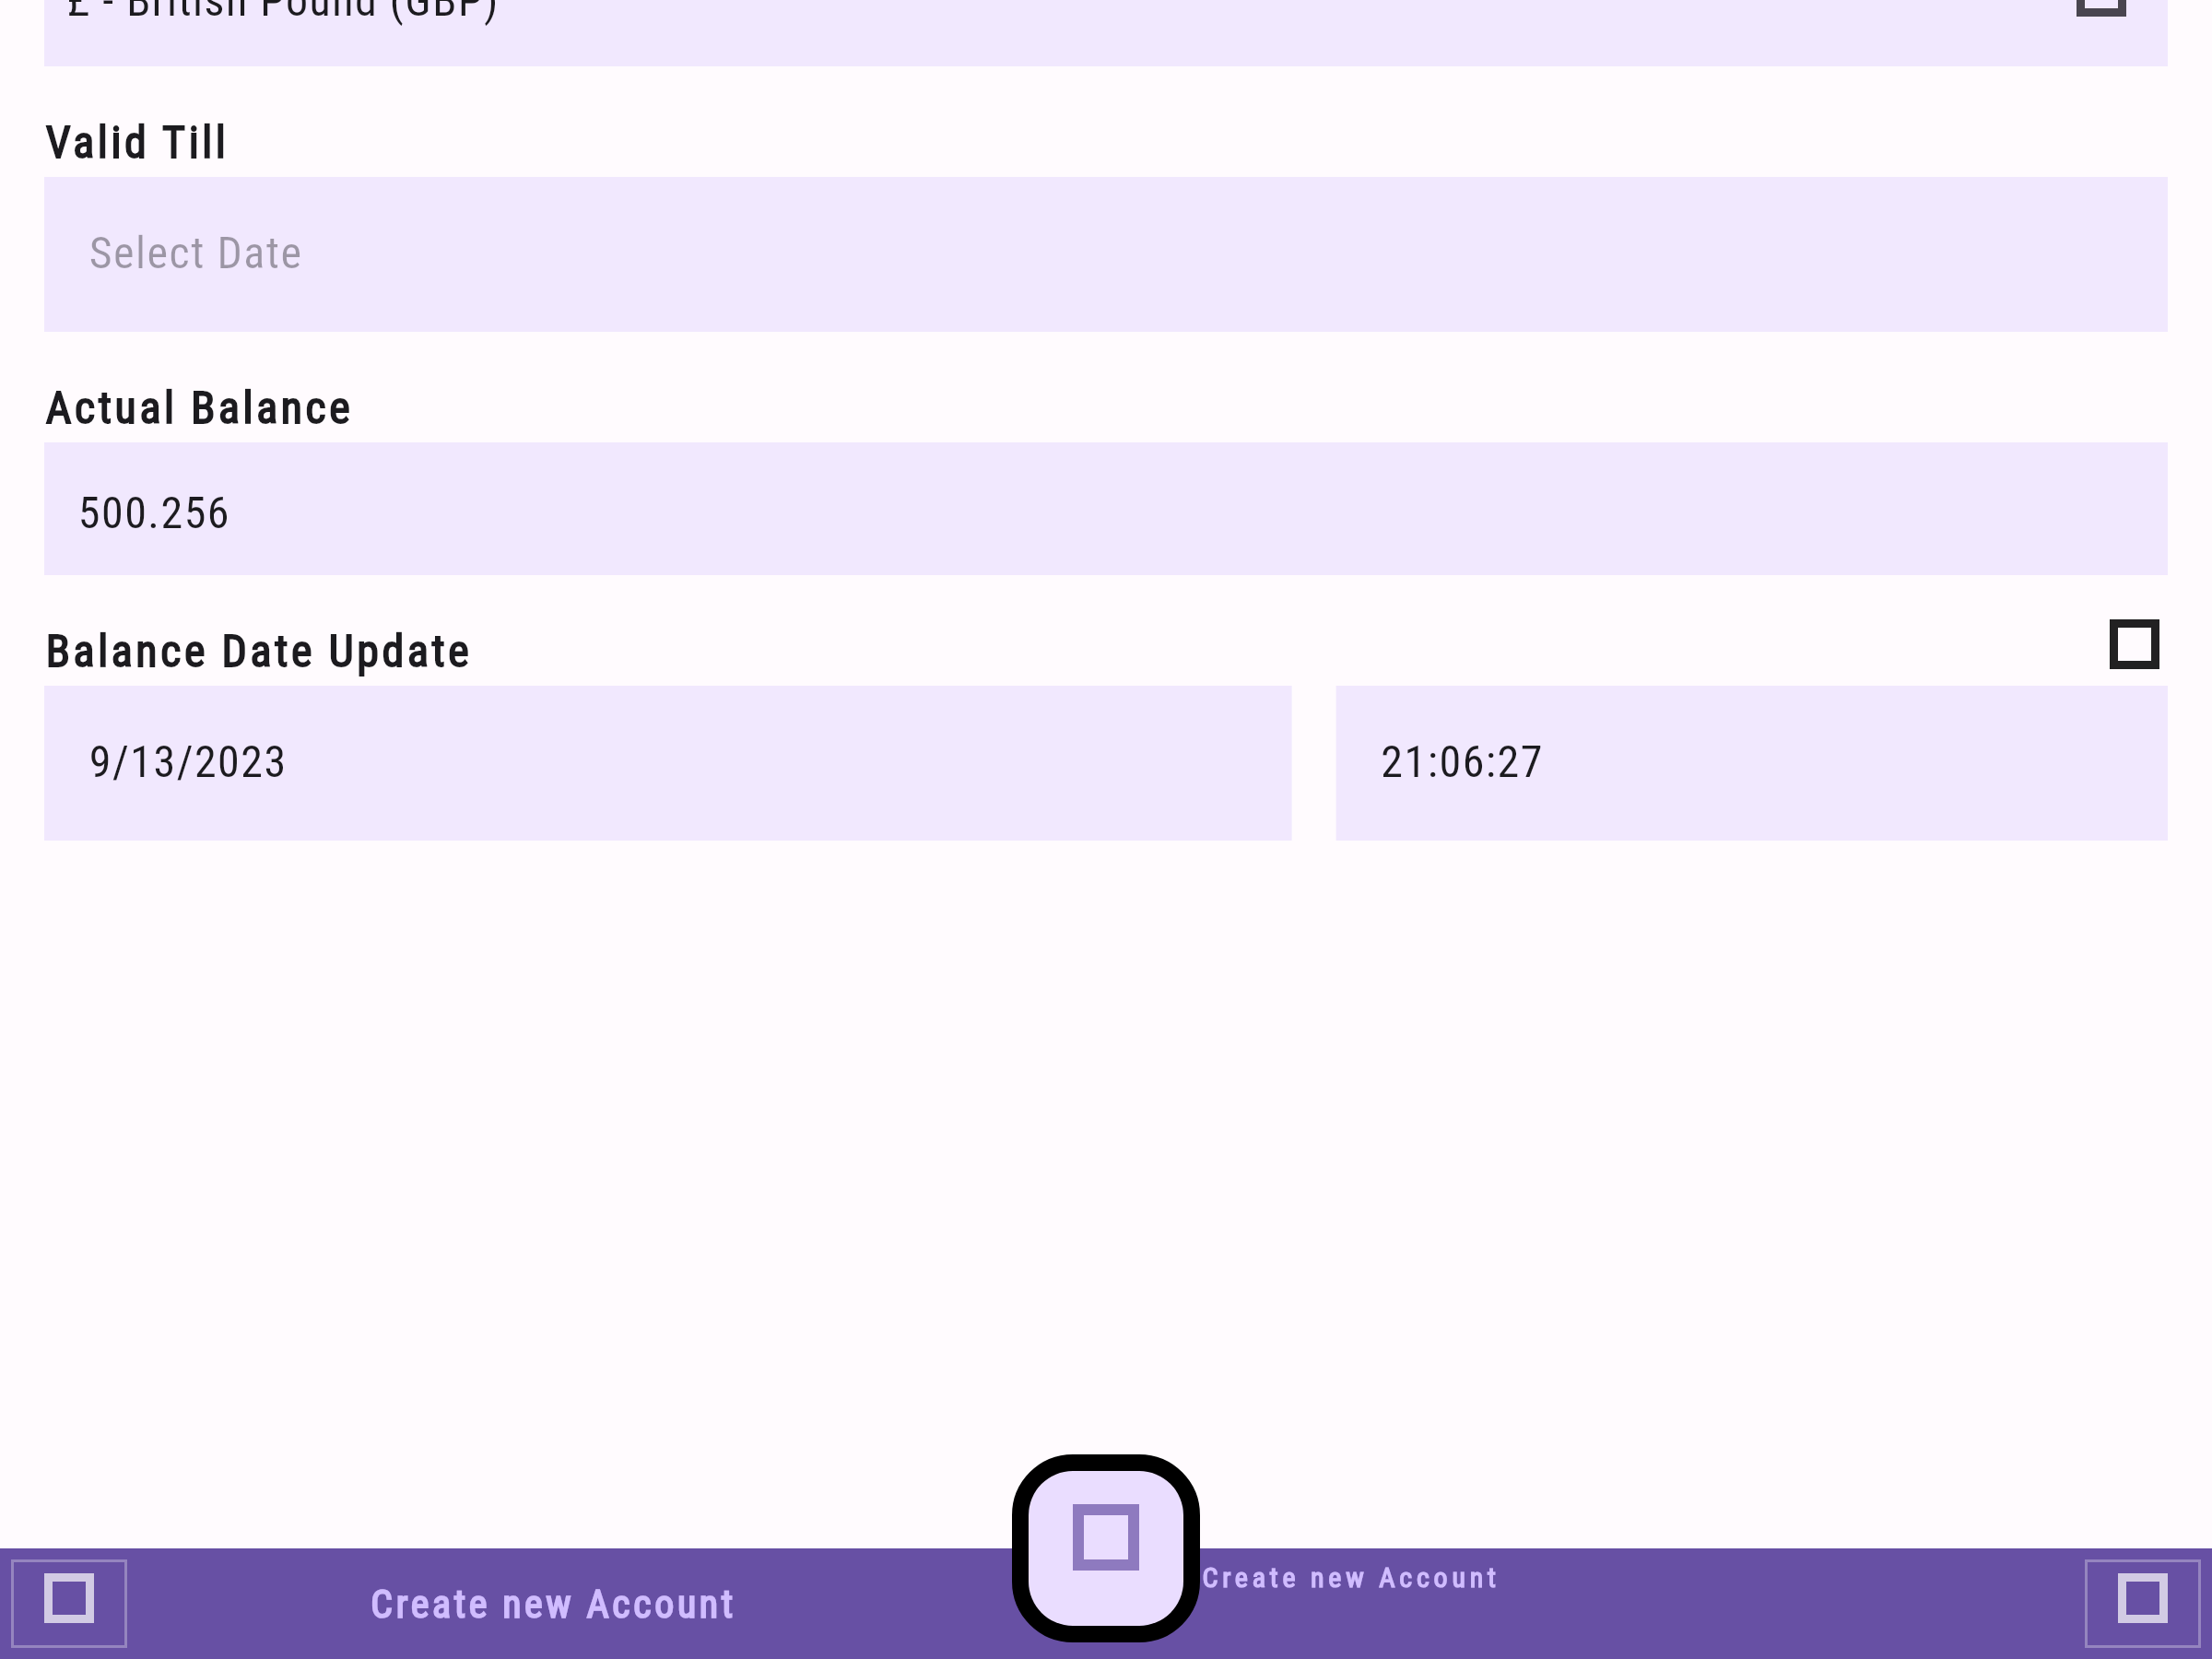 £ - British Pound (GBP)
Valid Till
Select Date
Actual Balance
500.256
Balance Date Update
9/13/2023
21:06:27
Create new Account
Create new Account